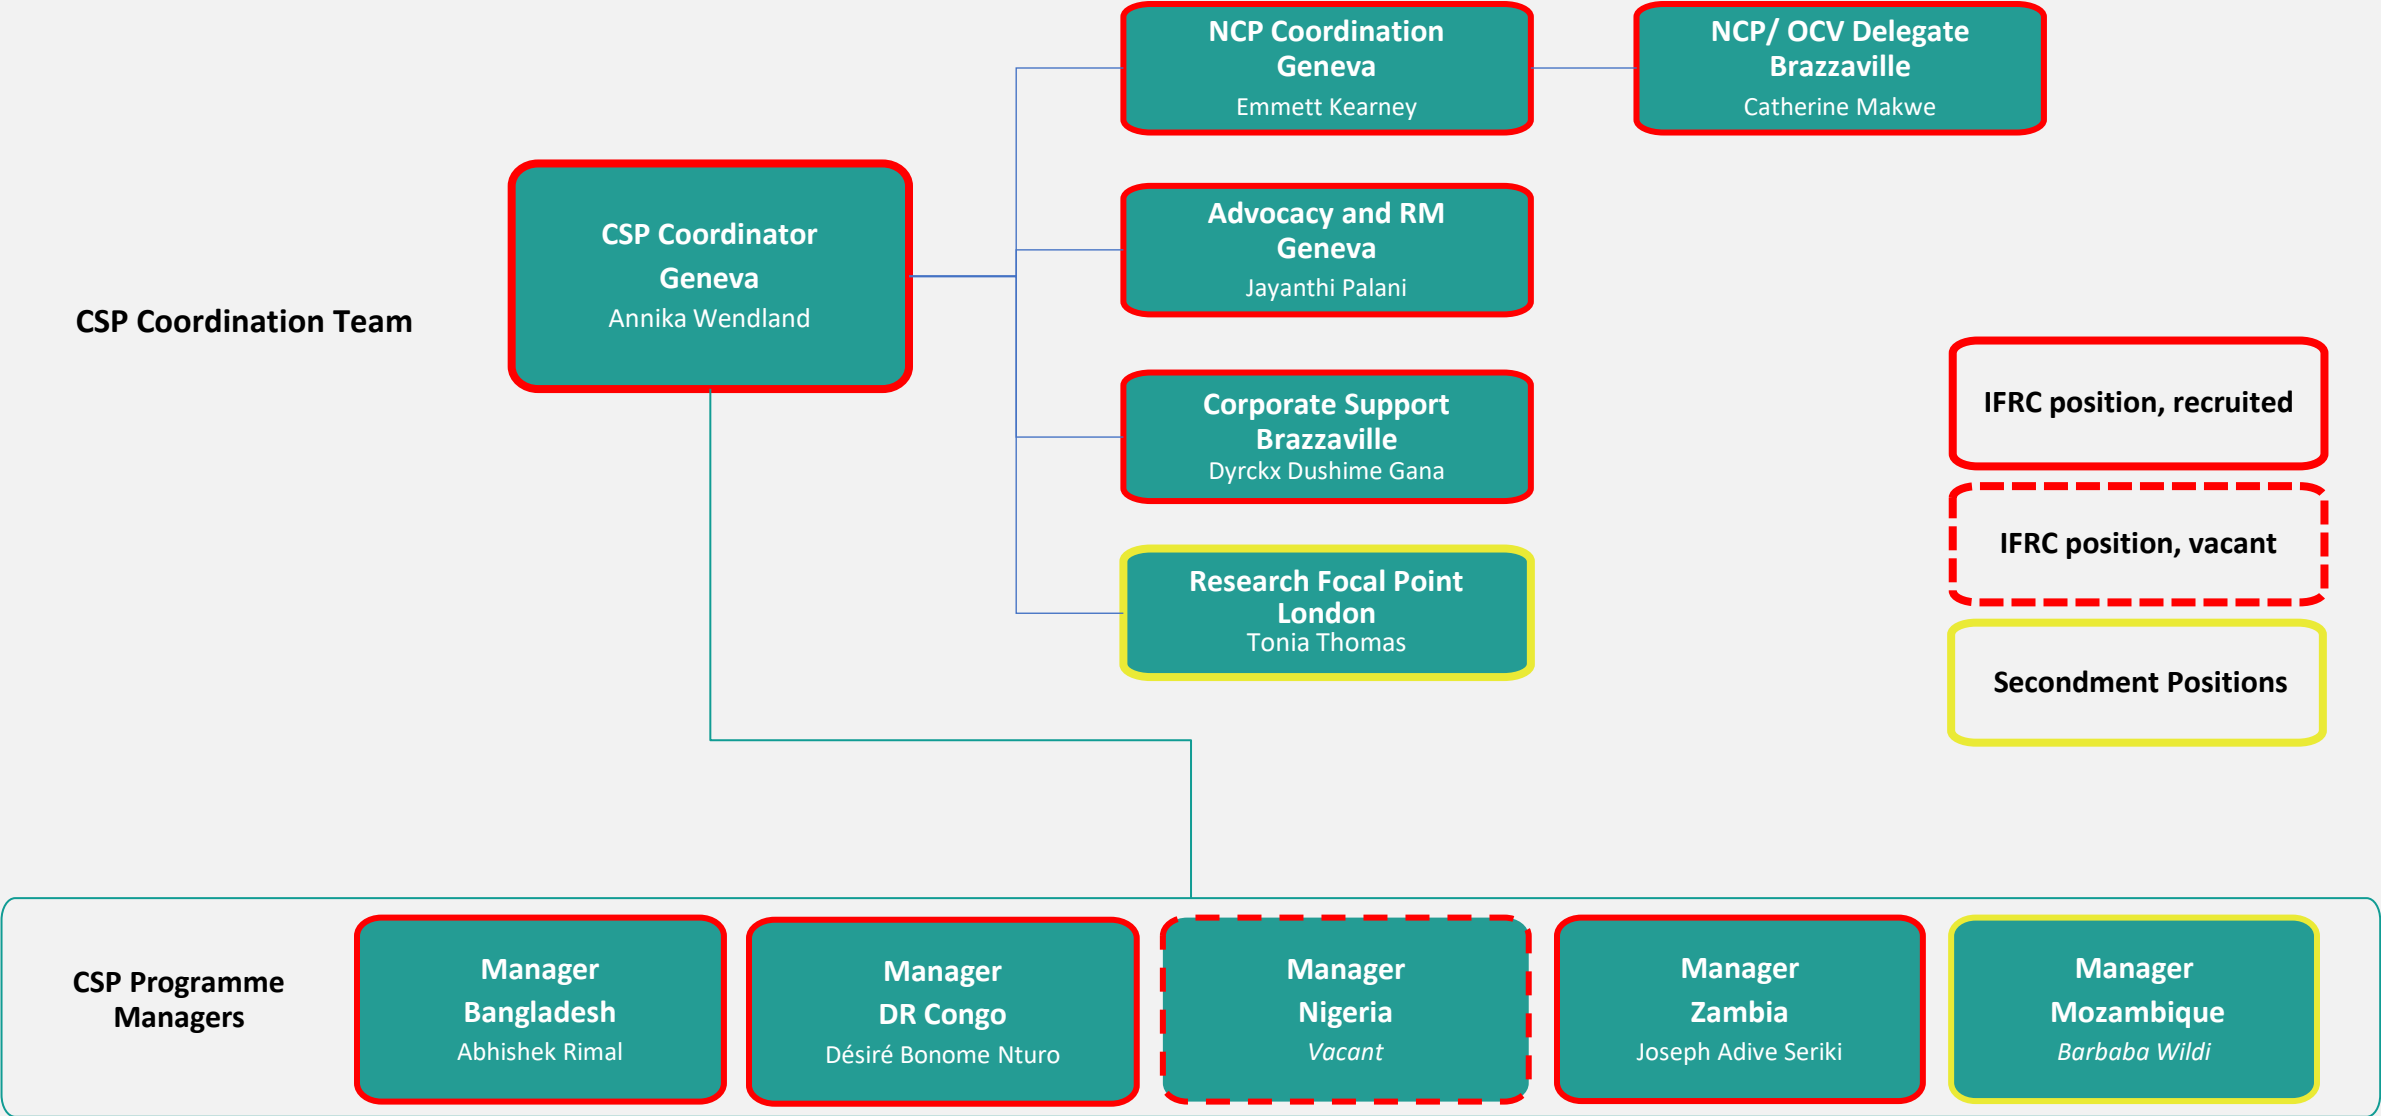 NCP Coordination
Geneva
Emmett Kearney
NCP/ OCV Delegate
Brazzaville
Catherine Makwe
CSP Coordination Team
CSP Coordinator
Geneva
Annika Wendland
Advocacy and RM
Geneva
Jayanthi Palani
Corporate Support
Brazzaville
Dyrckx Dushime Gana
Research Focal Point
London
Tonia Thomas
IFRC position, recruited
IFRC position, vacant
Secondment Positions
CSP Programme
Managers
Manager
Bangladesh
Abhishek Rimal
Manager
DR Congo
Désiré Bonome Nturo
Manager
Nigeria
Vacant
Manager
Zambia
Joseph Adive Seriki
Manager
Mozambique
Barbaba Wildi